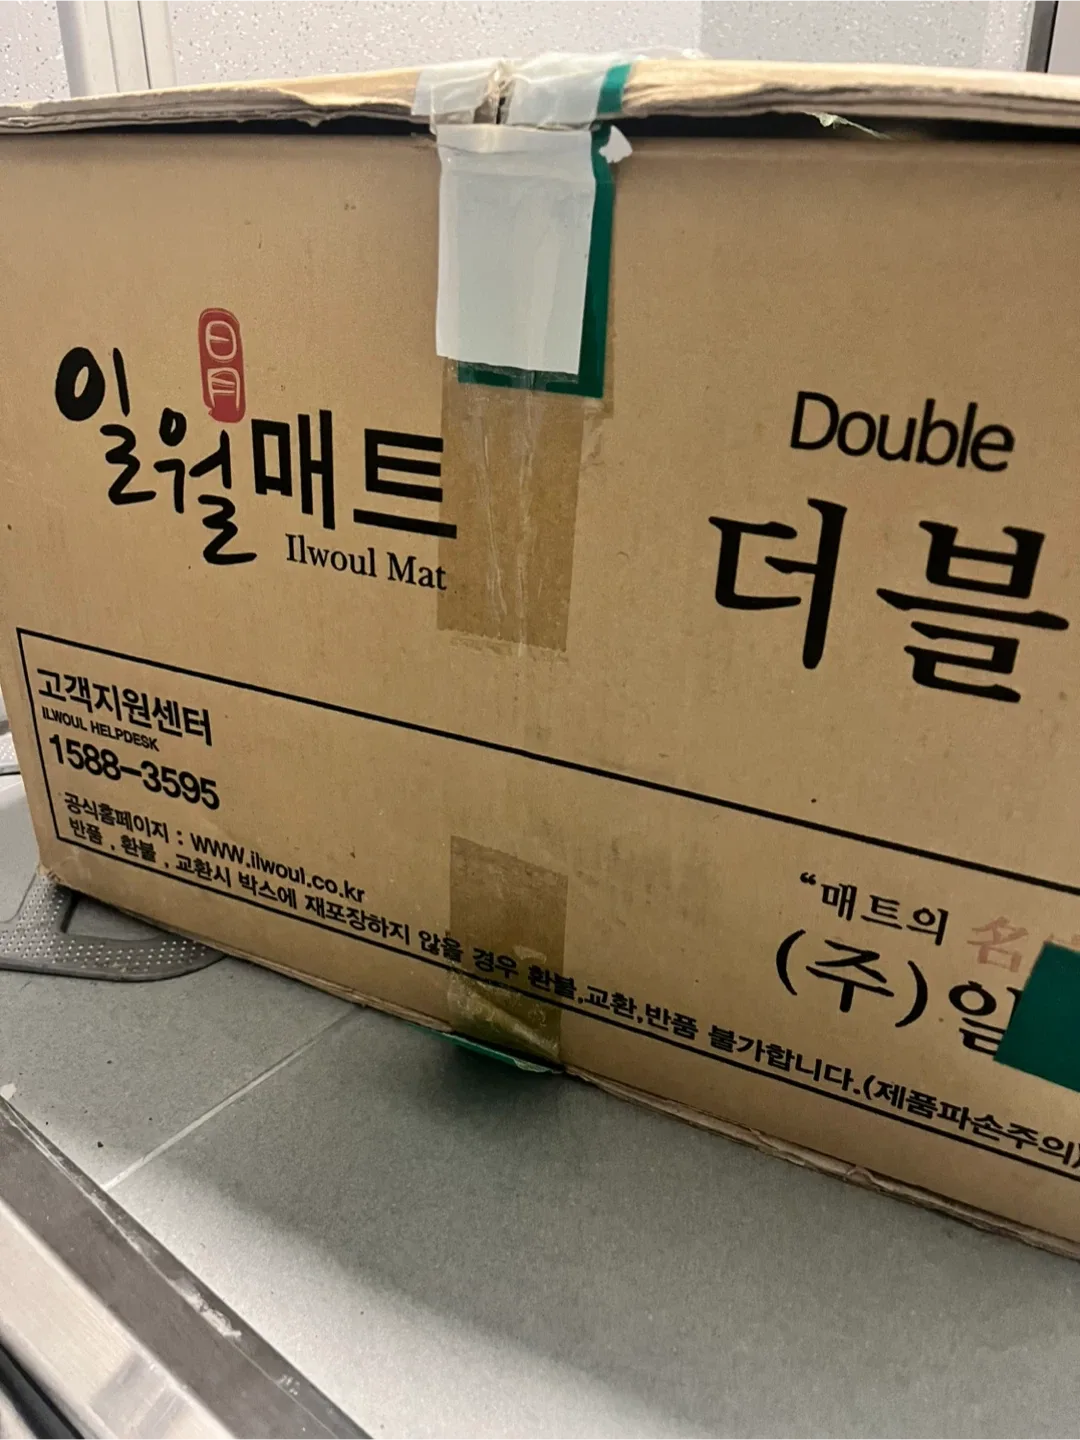 日月
일월매트
Ilwoul Mat
Double
더블
고객지원센터
ILWOUL HELPDESK
1588-3595
공식홈페이지 : www.ilwoul.co.kr
반품 , 환불 , 교환시 박스에 재포장하지 않을 경우 환불,교환,반품 불가합니다.(제품파손주의)
“매트의 名
(주)일